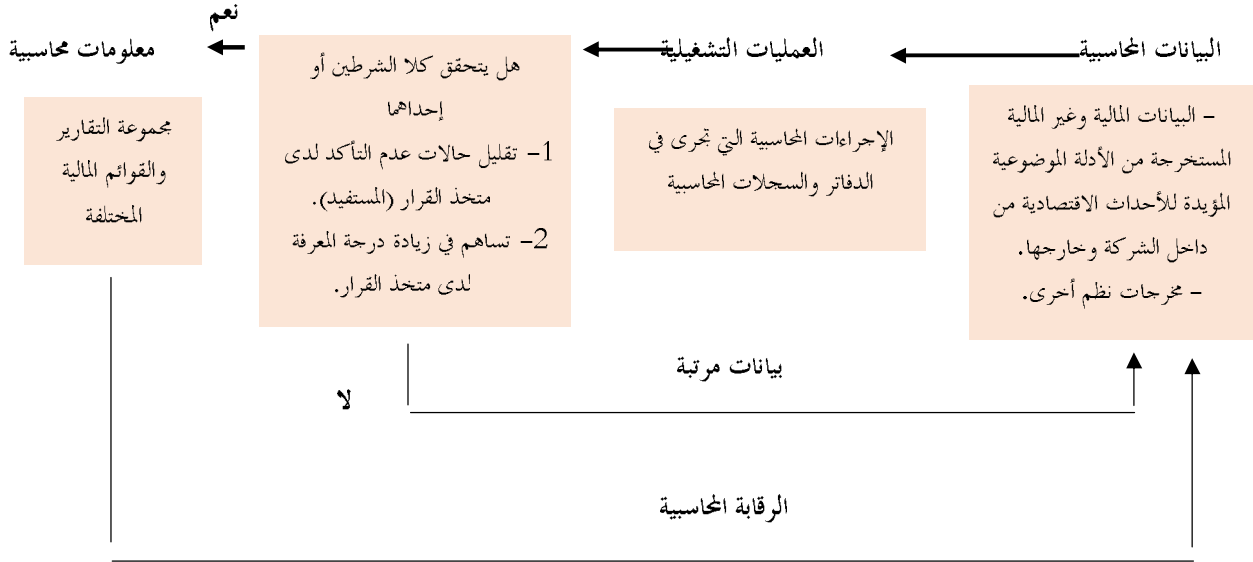 البيانات المحاسبية
العمليات التشغيلية
نعم
معلومات محاسبية
– البيانات المالية وغير المالية
المستخرجة من الأدلة الموضوعية
المؤيدة للأحداث الاقتصادية من
داخل الشركة وخارجها.
– مخرجات نظم أخرى.
الإجراءات المحاسبية التي تجرى في
الدفاتر والسجلات المحاسبية
هل يتحقق كلا الشرطين أو
إحداهما
1– تقليل حالات عدم التأكد لدى
متخذ القرار (المستفيد).
2– تساهم في زيادة درجة المعرفة
لدى متخذ القرار.
مجموعة التقارير
والقوائم المالية
المختلفة
بيانات مرتبة
لا
الرقابة المحاسبية